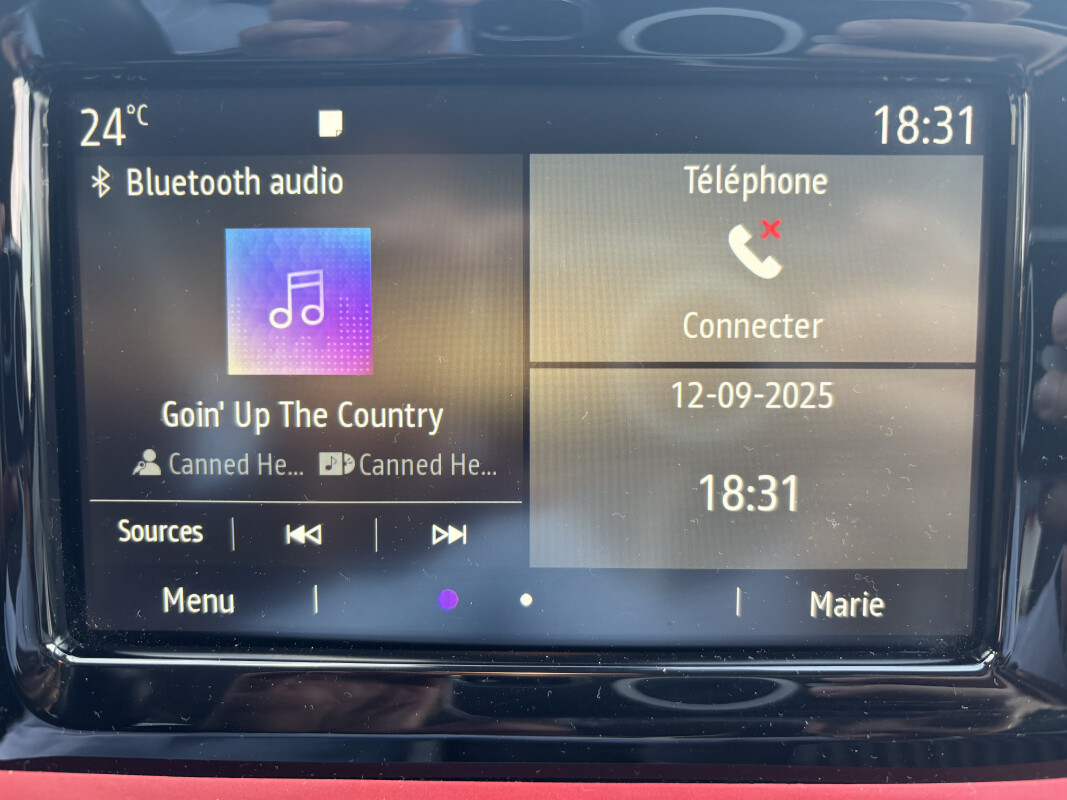 24°C
18:31
Bluetooth audio
Goin' Up The Country
Canned He... Canned He...
Sources
Téléphone
Connecter
12-09-2025
18:31
Menu
Marie